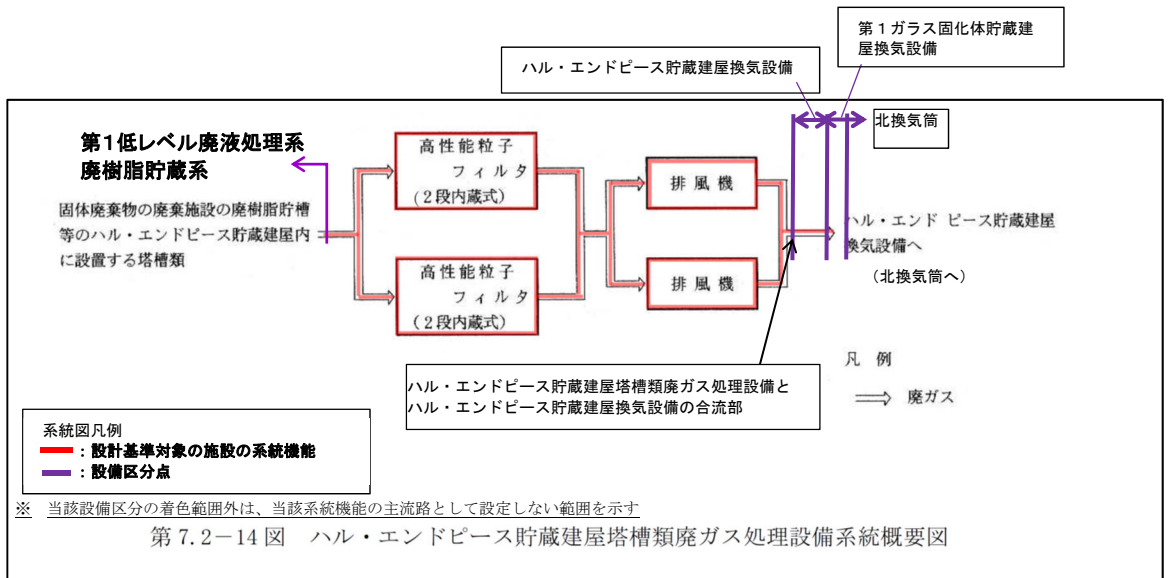 第１ガラス固化体貯蔵建
屋換気設備
ハル・エンドピース貯蔵建屋換気設備
北換気筒
第1低レベル廃液処理系
廃樹脂貯蔵系
固体廃棄物の廃棄施設の廃樹脂貯槽
等のハル・エンドピース貯蔵建屋内
に設置する塔槽類
高性能粒子
フィルタ
(２段内蔵式)
高性能粒子
フィルタ
(２段内蔵式)
排風機
排風機
ハル・エンド ピース貯蔵建屋
換気設備へ
（北換気筒へ）
ハル・エンドピース貯蔵建屋塔槽類廃ガス処理設備と
ハル・エンドピース貯蔵建屋換気設備の合流部
凡 例
廃ガス
系統図凡例
：設計基準対象の施設の系統機能
：設備区分点
※ 当該設備区分の着色範囲外は、当該系統機能の主流路として設定しない範囲を示す
第 7.2－14 図 ハル・エンドピース貯蔵建屋塔槽類廃ガス処理設備系統概要図